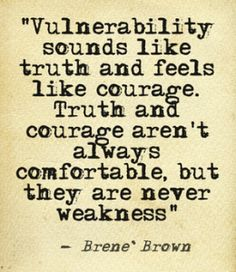 "Vulnerability
sounds like
truth and feels
like courage.
Truth and
courage aren't
always
comfortable, but
they are never
weakness"
- Brene` Brown